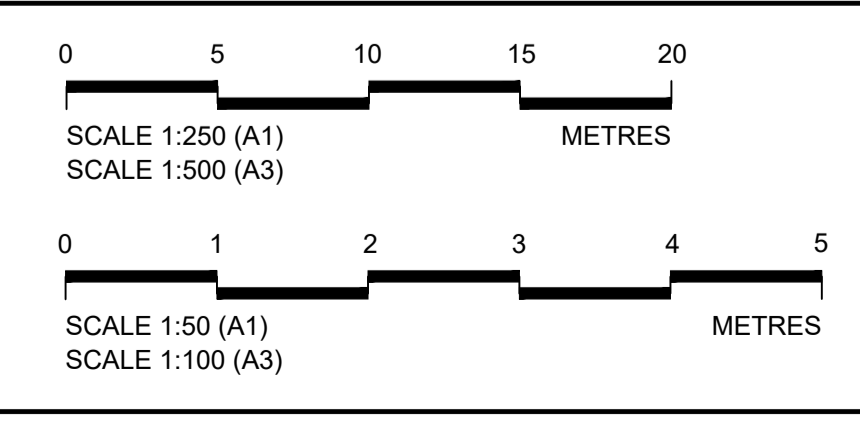 0 5 10 15 20
SCALE 1:250 (A1) METRES
SCALE 1:500 (A3)
0 1 2 3 4 5
SCALE 1:50 (A1) METRES
SCALE 1:100 (A3)